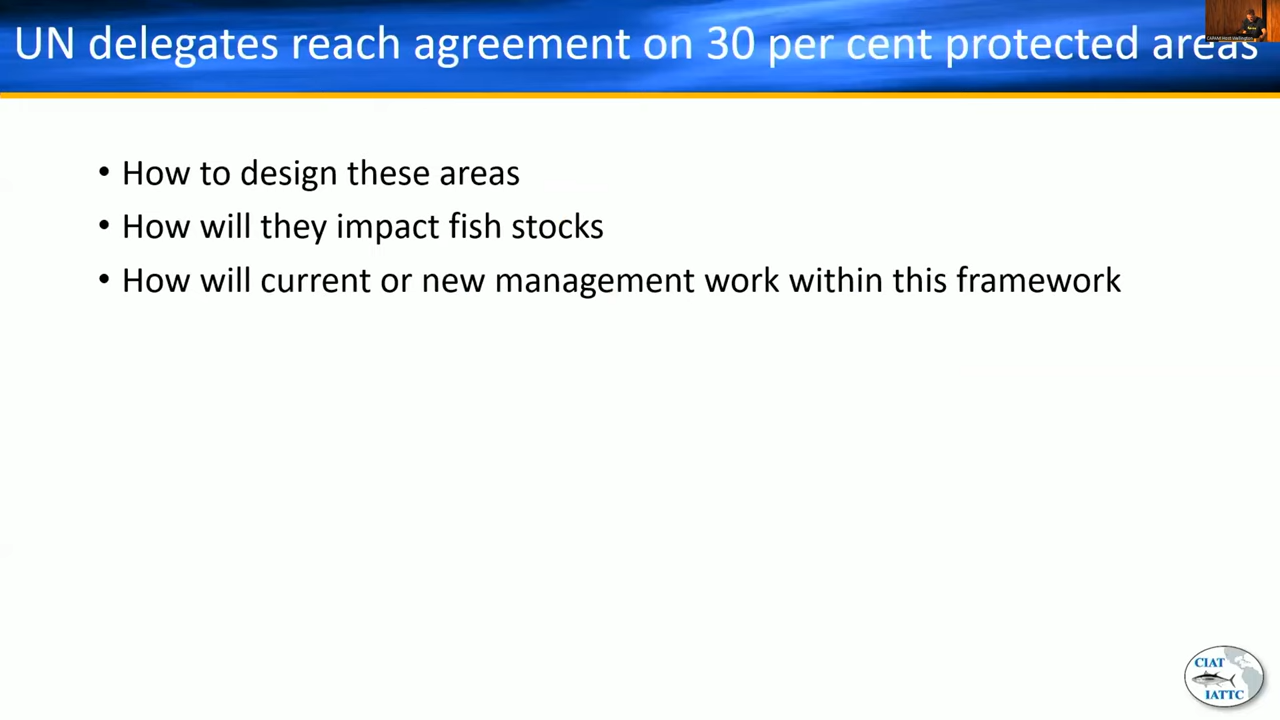 UN delegates reach agreement on 30 per cent protected areas
• How to design these areas
• How will they impact fish stocks
• How will current or new management work within this framework
CIAT
IATTC